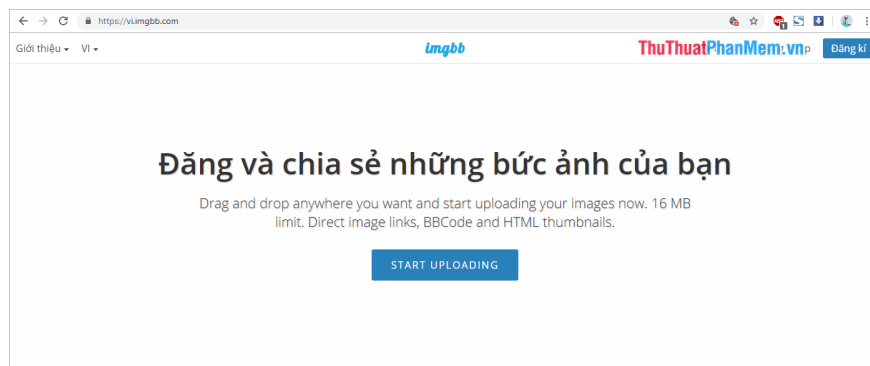 https://vi.imgbb.com
Giới thiệu VI imgbb ThuThuatPhanMem.vn p Đăng kí
Đăng và chia sẻ những bức ảnh của bạn
Drag and drop anywhere you want and start uploading your images now. 16 MB
limit. Direct image links, BBCode and HTML thumbnails.
START UPLOADING